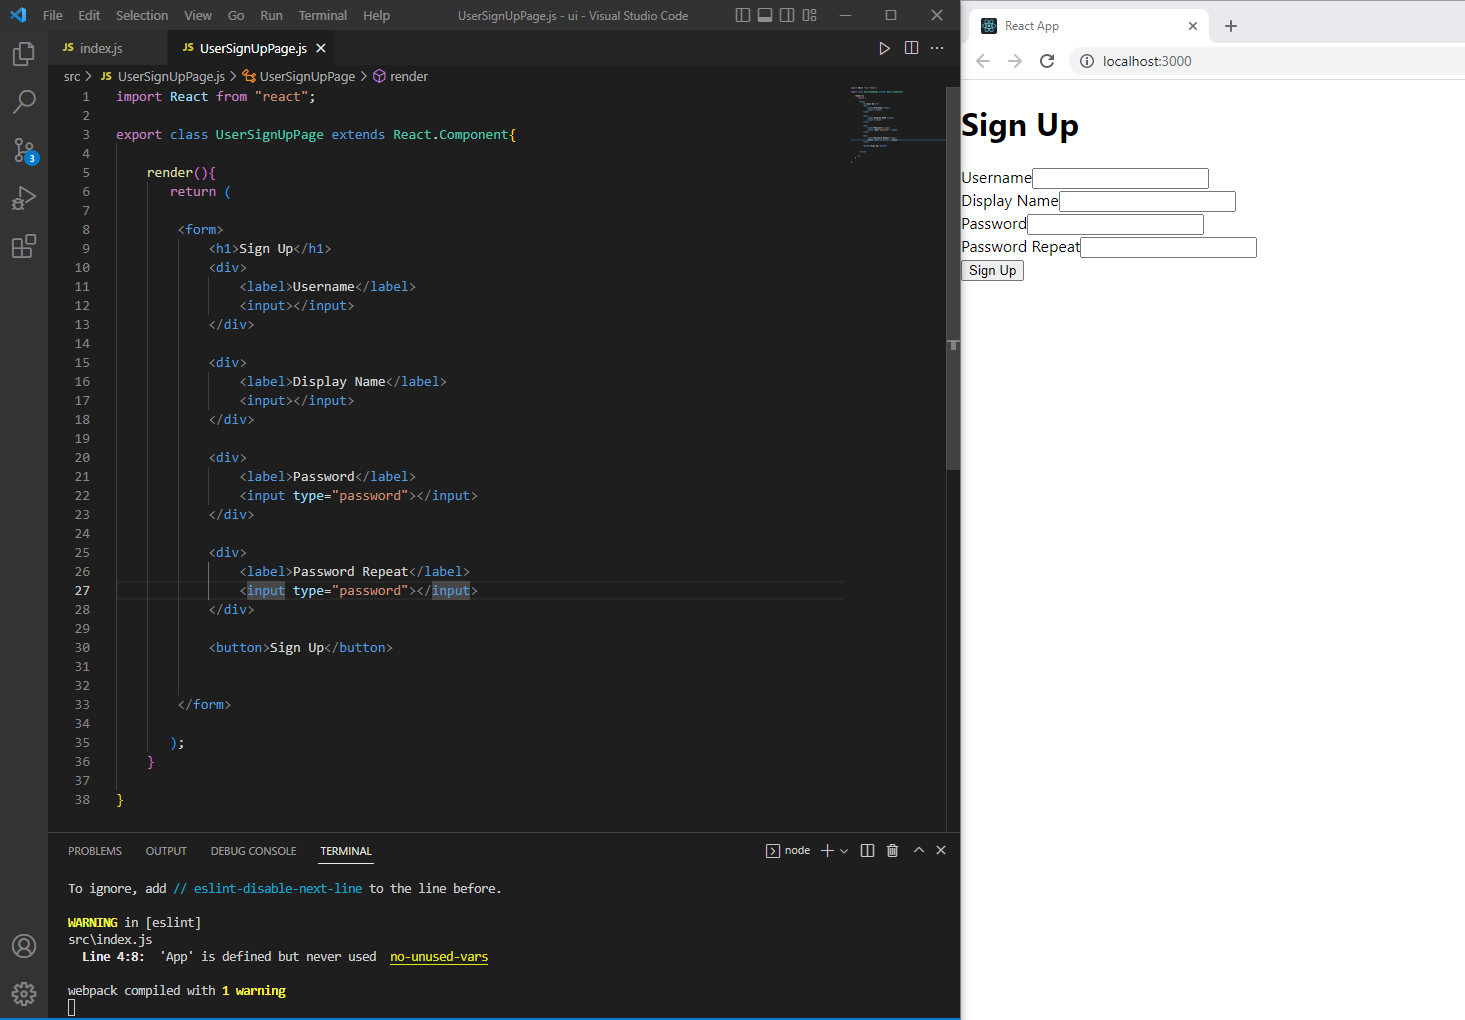 File Edit Selection View Go Run Terminal Help UserSignUpPage.js - ui - Visual Studio Code
JS index.js JS UserSignUpPage.js
src > JS UserSignUpPage.js > UserSignUpPage > render
1 import React from "react";
2
3 export class UserSignUpPage extends React.Component{
4
5 render(){
6 return (
7
8 <form>
9 <h1>Sign Up</h1>
10 <div>
11 <label>Username</label>
12 <input></input>
13 </div>
14
15 <div>
16 <label>Display Name</label>
17 <input></input>
18 </div>
19
20 <div>
21 <label>Password</label>
22 <input type="password"></input>
23 </div>
24
25 <div>
26 <label>Password Repeat</label>
27 <input type="password"></input>
28 </div>
29
30 <button>Sign Up</button>
31
32
33 </form>
34
35 );
36 }
37
38 }
3
PROBLEMS OUTPUT DEBUG CONSOLE TERMINAL node
To ignore, add // eslint-disable-next-line to the line before.
WARNING in [eslint]
src\index.js
Line 4:8: 'App' is defined but never used no-unused-vars
webpack compiled with 1 warning
React App
localhost:3000
Sign Up
Username
Display Name
Password
Password Repeat
Sign Up